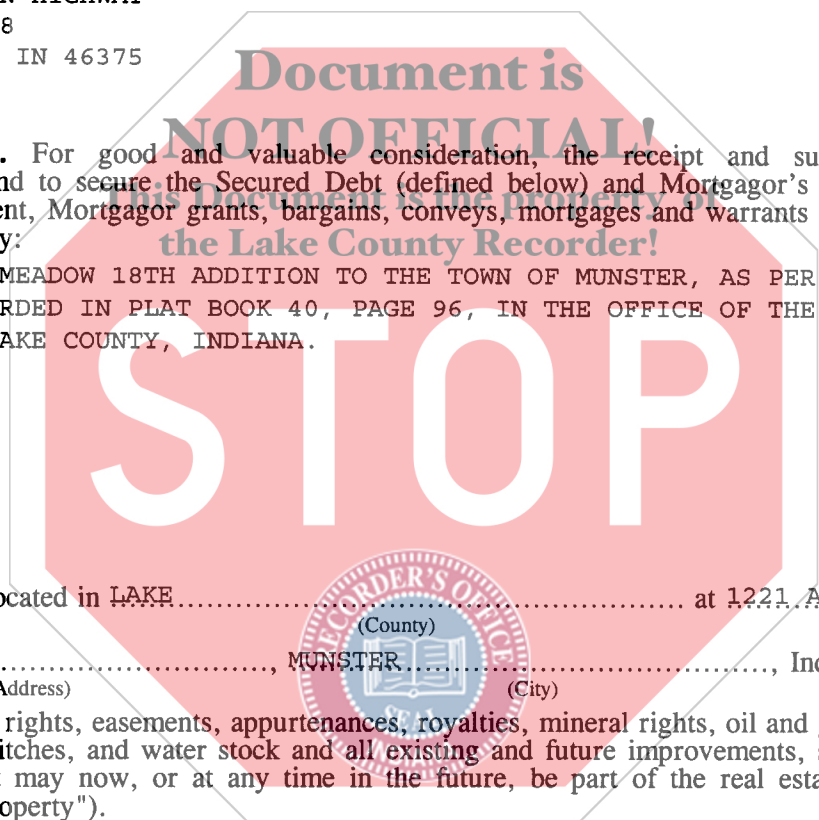 8
IN 46375
Document is
NOT OFFICIAL!
. For good and valuable consideration, the receipt and su
nd to secure the Secured Debt (defined below) and Mortgagor's
This Document is the property of
ent, Mortgagor grants, bargains, conveys, mortgages and warrants
y:
the Lake County Recorder!
MEADOW 18TH ADDITION TO THE TOWN OF MUNSTER, AS PER
RDED IN PLAT BOOK 40, PAGE 96, IN THE OFFICE OF THE
AKE COUNTY, INDIANA.
STOP
ocated in LAKE at 1221 A
(County)
RECORDER'S OFFICE
SEAL
, MUNSTER , Ind
Address) (City)
rights, easements, appurtenances, royalties, mineral rights, oil and
itches, and water stock and all existing and future improvements,
t may now, or at any time in the future, be part of the real esta
operty").